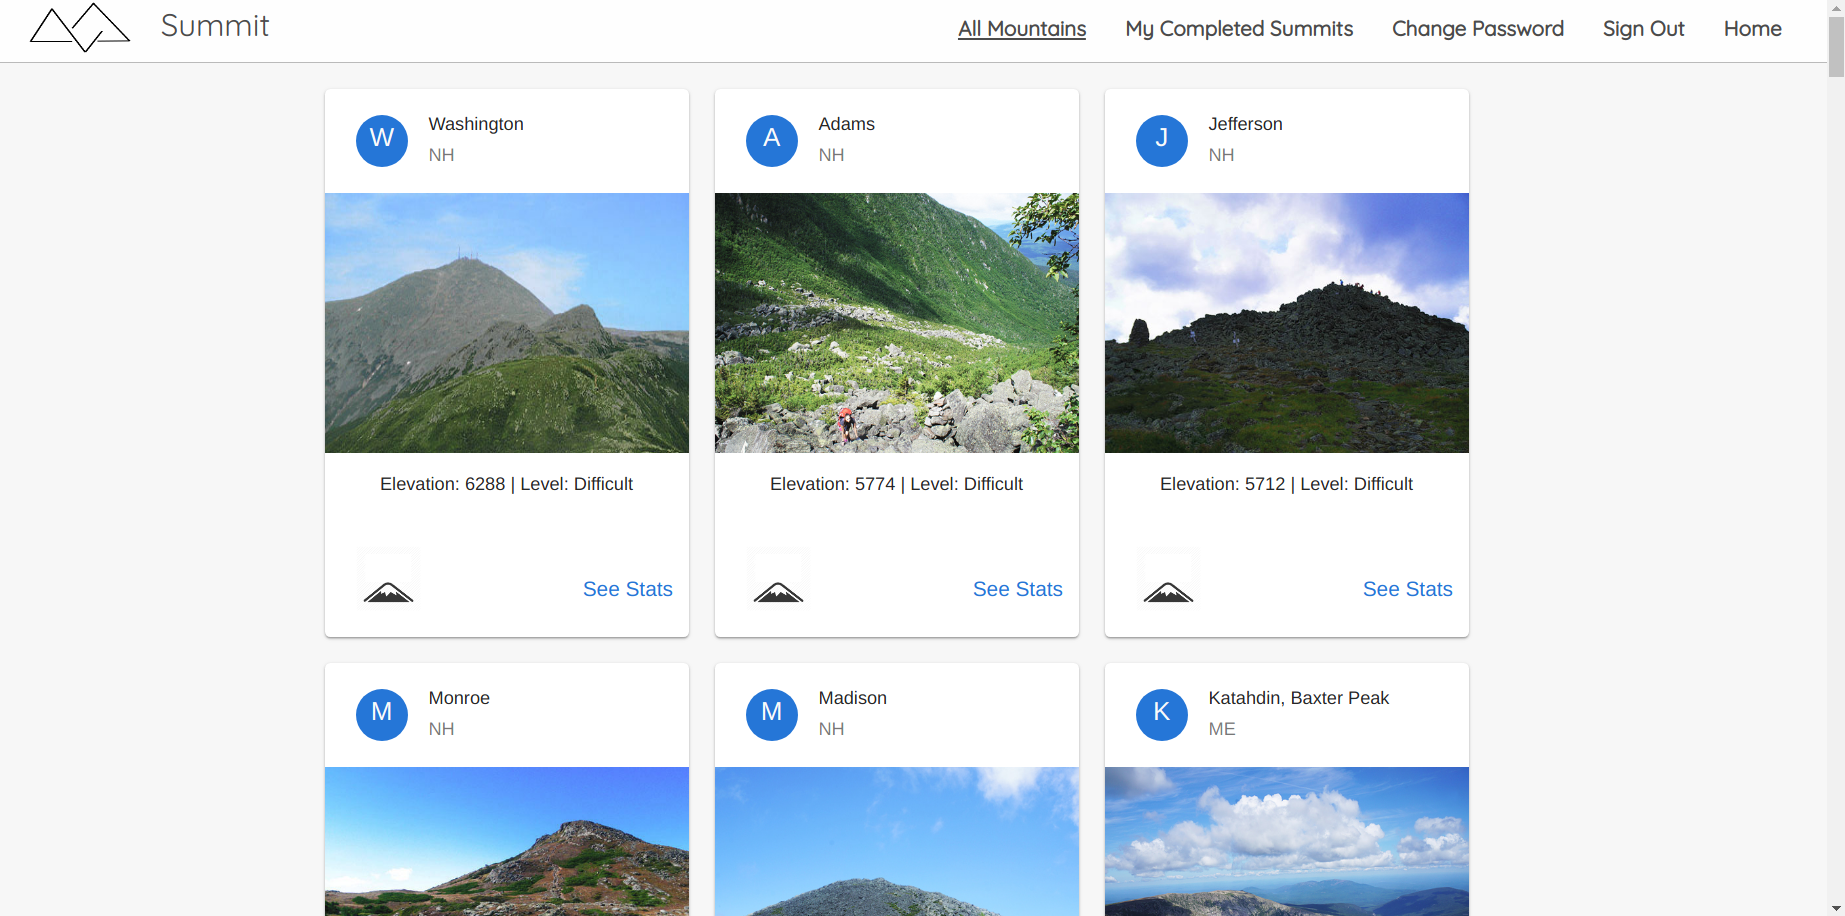 Summit
All Mountains My Completed Summits Change Password Sign Out Home
W Washington
NH
A Adams
NH
J Jefferson
NH
Elevation: 6288 | Level: Difficult
Elevation: 5774 | Level: Difficult
Elevation: 5712 | Level: Difficult
See Stats
See Stats
See Stats
M Monroe
NH
M Madison
NH
K Katahdin, Baxter Peak
ME